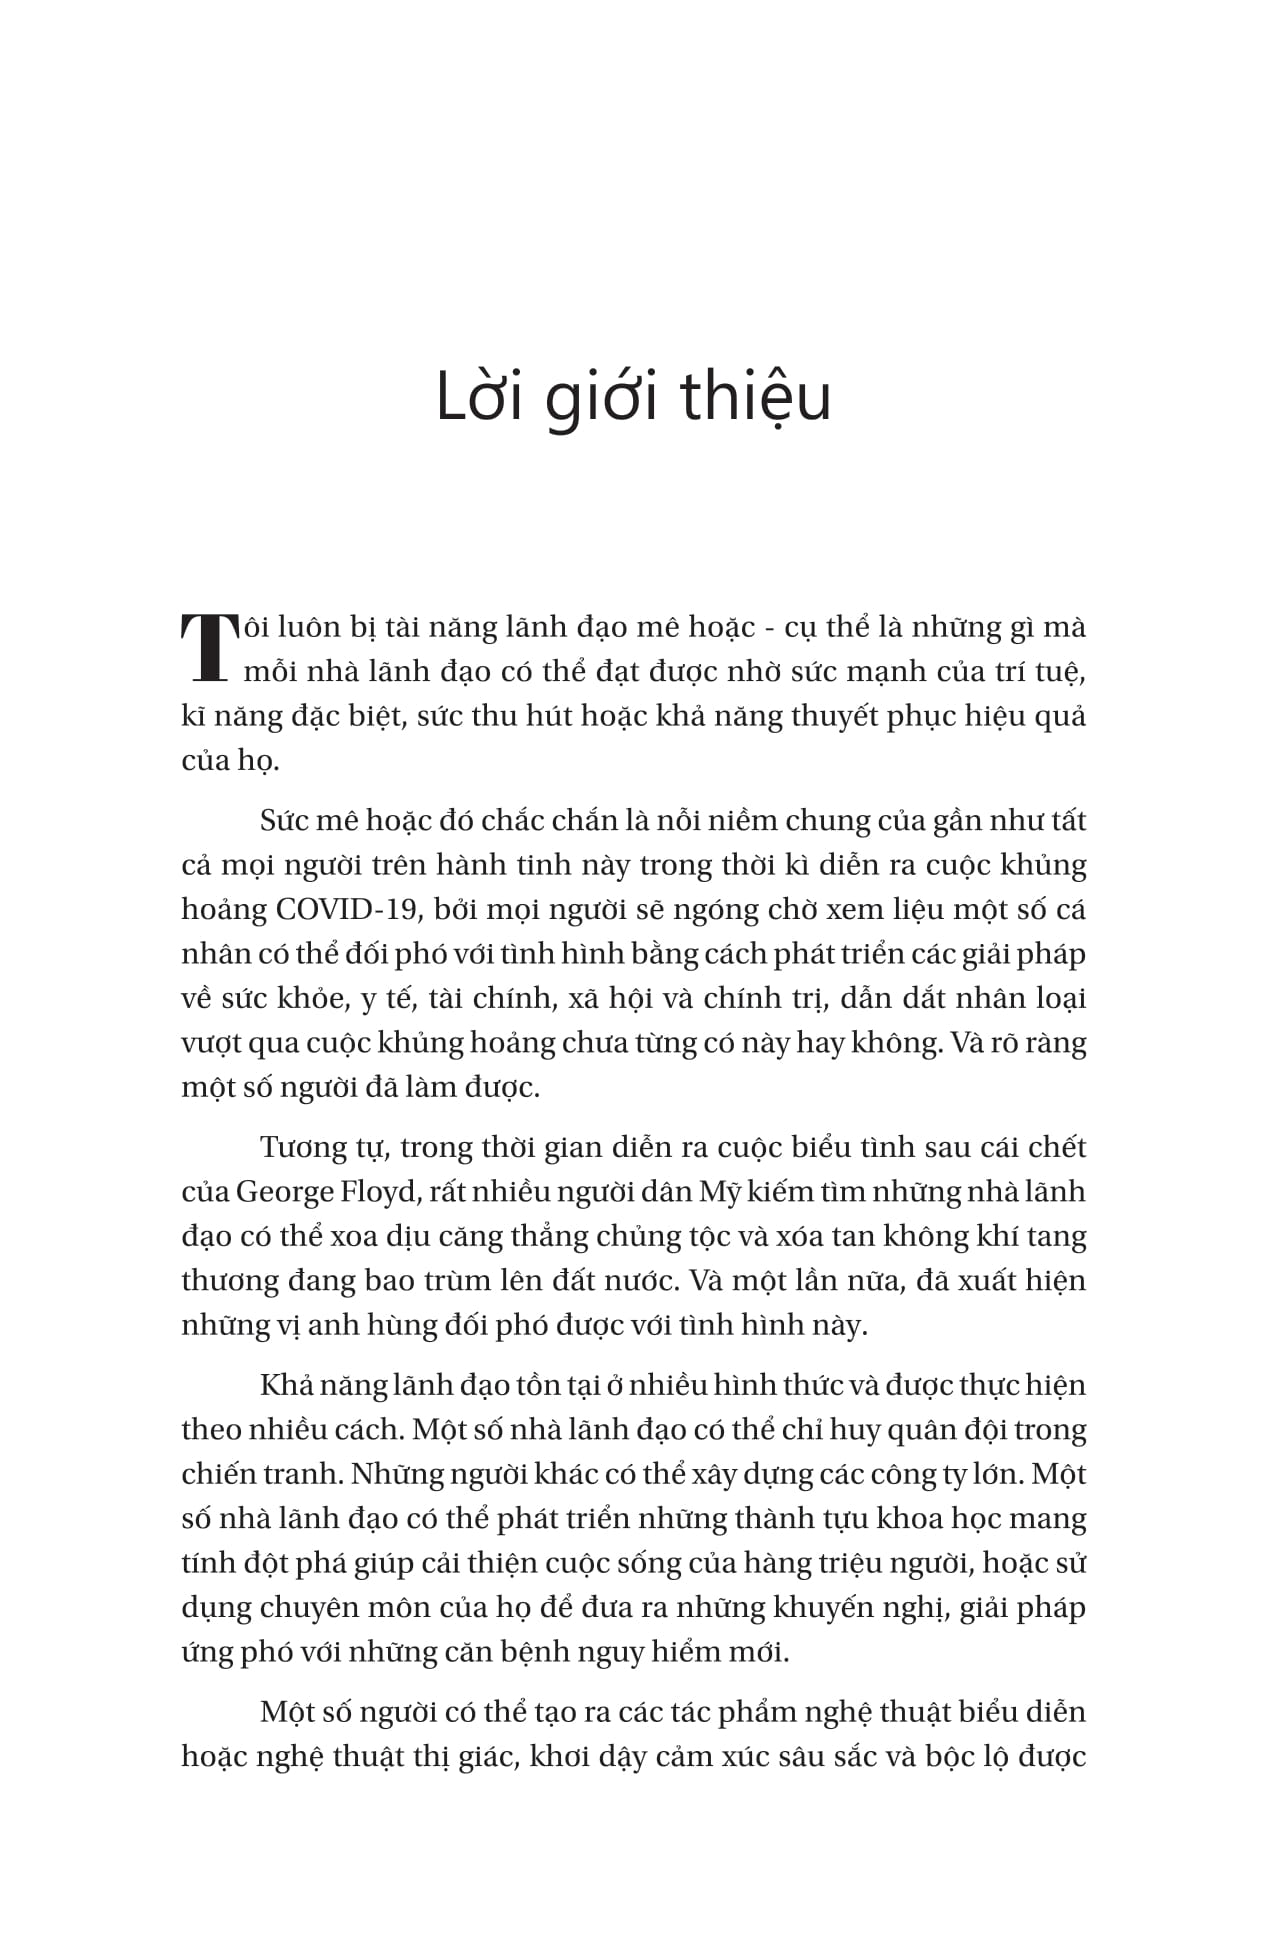 Lời giới thiệu
Tôi luôn bị tài năng lãnh đạo mê hoặc - cụ thể là những gì mà
mỗi nhà lãnh đạo có thể đạt được nhờ sức mạnh của trí tuệ,
kĩ năng đặc biệt, sức thu hút hoặc khả năng thuyết phục hiệu quả
của họ.
Sức mê hoặc đó chắc chắn là nỗi niềm chung của gần như tất
cả mọi người trên hành tinh này trong thời kì diễn ra cuộc khủng
hoảng COVID-19, bởi mọi người sẽ ngóng chờ xem liệu một số cá
nhân có thể đối phó với tình hình bằng cách phát triển các giải pháp
về sức khỏe, y tế, tài chính, xã hội và chính trị, dẫn dắt nhân loại
vượt qua cuộc khủng hoảng chưa từng có này hay không. Và rõ ràng
một số người đã làm được.
Tương tự, trong thời gian diễn ra cuộc biểu tình sau cái chết
của George Floyd, rất nhiều người dân Mỹ kiếm tìm những nhà lãnh
đạo có thể xoa dịu căng thẳng chủng tộc và xóa tan không khí tang
thương đang bao trùm lên đất nước. Và một lần nữa, đã xuất hiện
những vị anh hùng đối phó được với tình hình này.
Khả năng lãnh đạo tồn tại ở nhiều hình thức và được thực hiện
theo nhiều cách. Một số nhà lãnh đạo có thể chỉ huy quân đội trong
chiến tranh. Những người khác có thể xây dựng các công ty lớn. Một
số nhà lãnh đạo có thể phát triển những thành tựu khoa học mang
tính đột phá giúp cải thiện cuộc sống của hàng triệu người, hoặc sử
dụng chuyên môn của họ để đưa ra những khuyến nghị, giải pháp
ứng phó với những căn bệnh nguy hiểm mới.
Một số người có thể tạo ra các tác phẩm nghệ thuật biểu diễn
hoặc nghệ thuật thị giác, khơi dậy cảm xúc sâu sắc và bộc lộ được